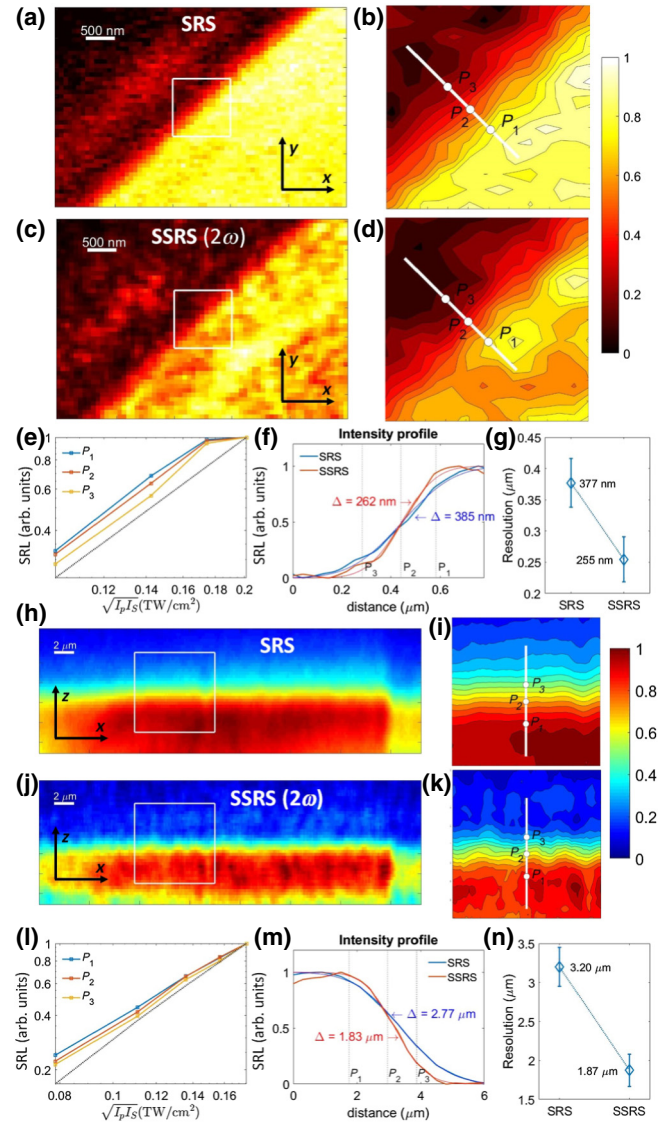 (a)
SRS
500 nm
y
x
(b)
P3
P2
P1
(c)
SSRS (2ω)
500 nm
y
x
(d)
P3
P2
P1
1
0.8
0.6
0.4
0.2
0
(e)
1
0.6
0.4
SRL (arb. units)
P1
P2
P3
0.12
0.14
0.16
0.18
0.2
√IpIS(TW/cm²)
(f)
Intensity profile
SRS
SSRS
1
0.5
0
SRL (arb. units)
Δ = 262 nm
Δ = 385 nm
P3
P2
P1
0
0.2
0.4
0.6
distance (μm)
(g)
0.45
0.4
0.35
0.3
0.25
0.2
Resolution (μm)
377 nm
255 nm
SRS
SSRS
(h)
SRS
2 μm
z
x
(i)
P3
P2
P1
(j)
SSRS (2ω)
2 μm
z
x
(k)
P3
P2
P1
1
0.8
0.6
0.4
0.2
0
(l)
1
0.6
0.4
0.2
SRL (arb. units)
P1
P2
P3
0.08
0.1
0.12
0.14
0.16
√IpIS(TW/cm²)
(m)
Intensity profile
SRS
SSRS
1
0.5
0
SRL (arb. units)
Δ = 2.77 μm
Δ = 1.83 μm
P1
P2
P3
0
2
4
6
distance (μm)
(n)
3.5
3
2.5
2
1.5
Resolution (μm)
3.20 μm
1.87 μm
SRS
SSRS